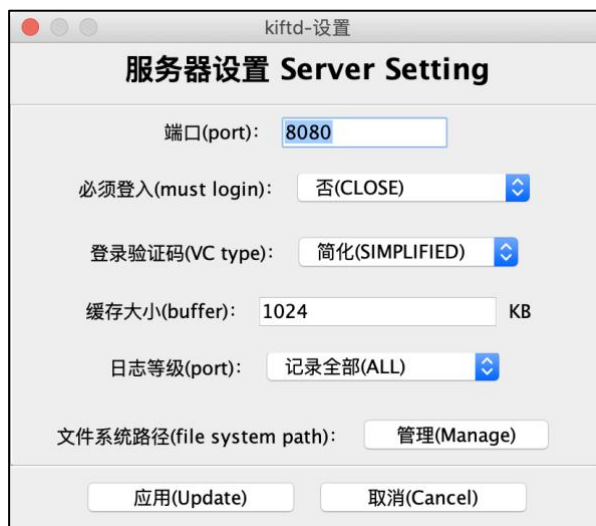 kiftd-设置
服务器设置 Server Setting
端口(port)： 8080
必须登入(must login)： 否(CLOSE)
登录验证码(VC type)： 简化(SIMPLIFIED)
缓存大小(buffer)： 1024 KB
日志等级(port)： 记录全部(ALL)
文件系统路径(file system path)： 管理(Manage)
应用(Update) 取消(Cancel)